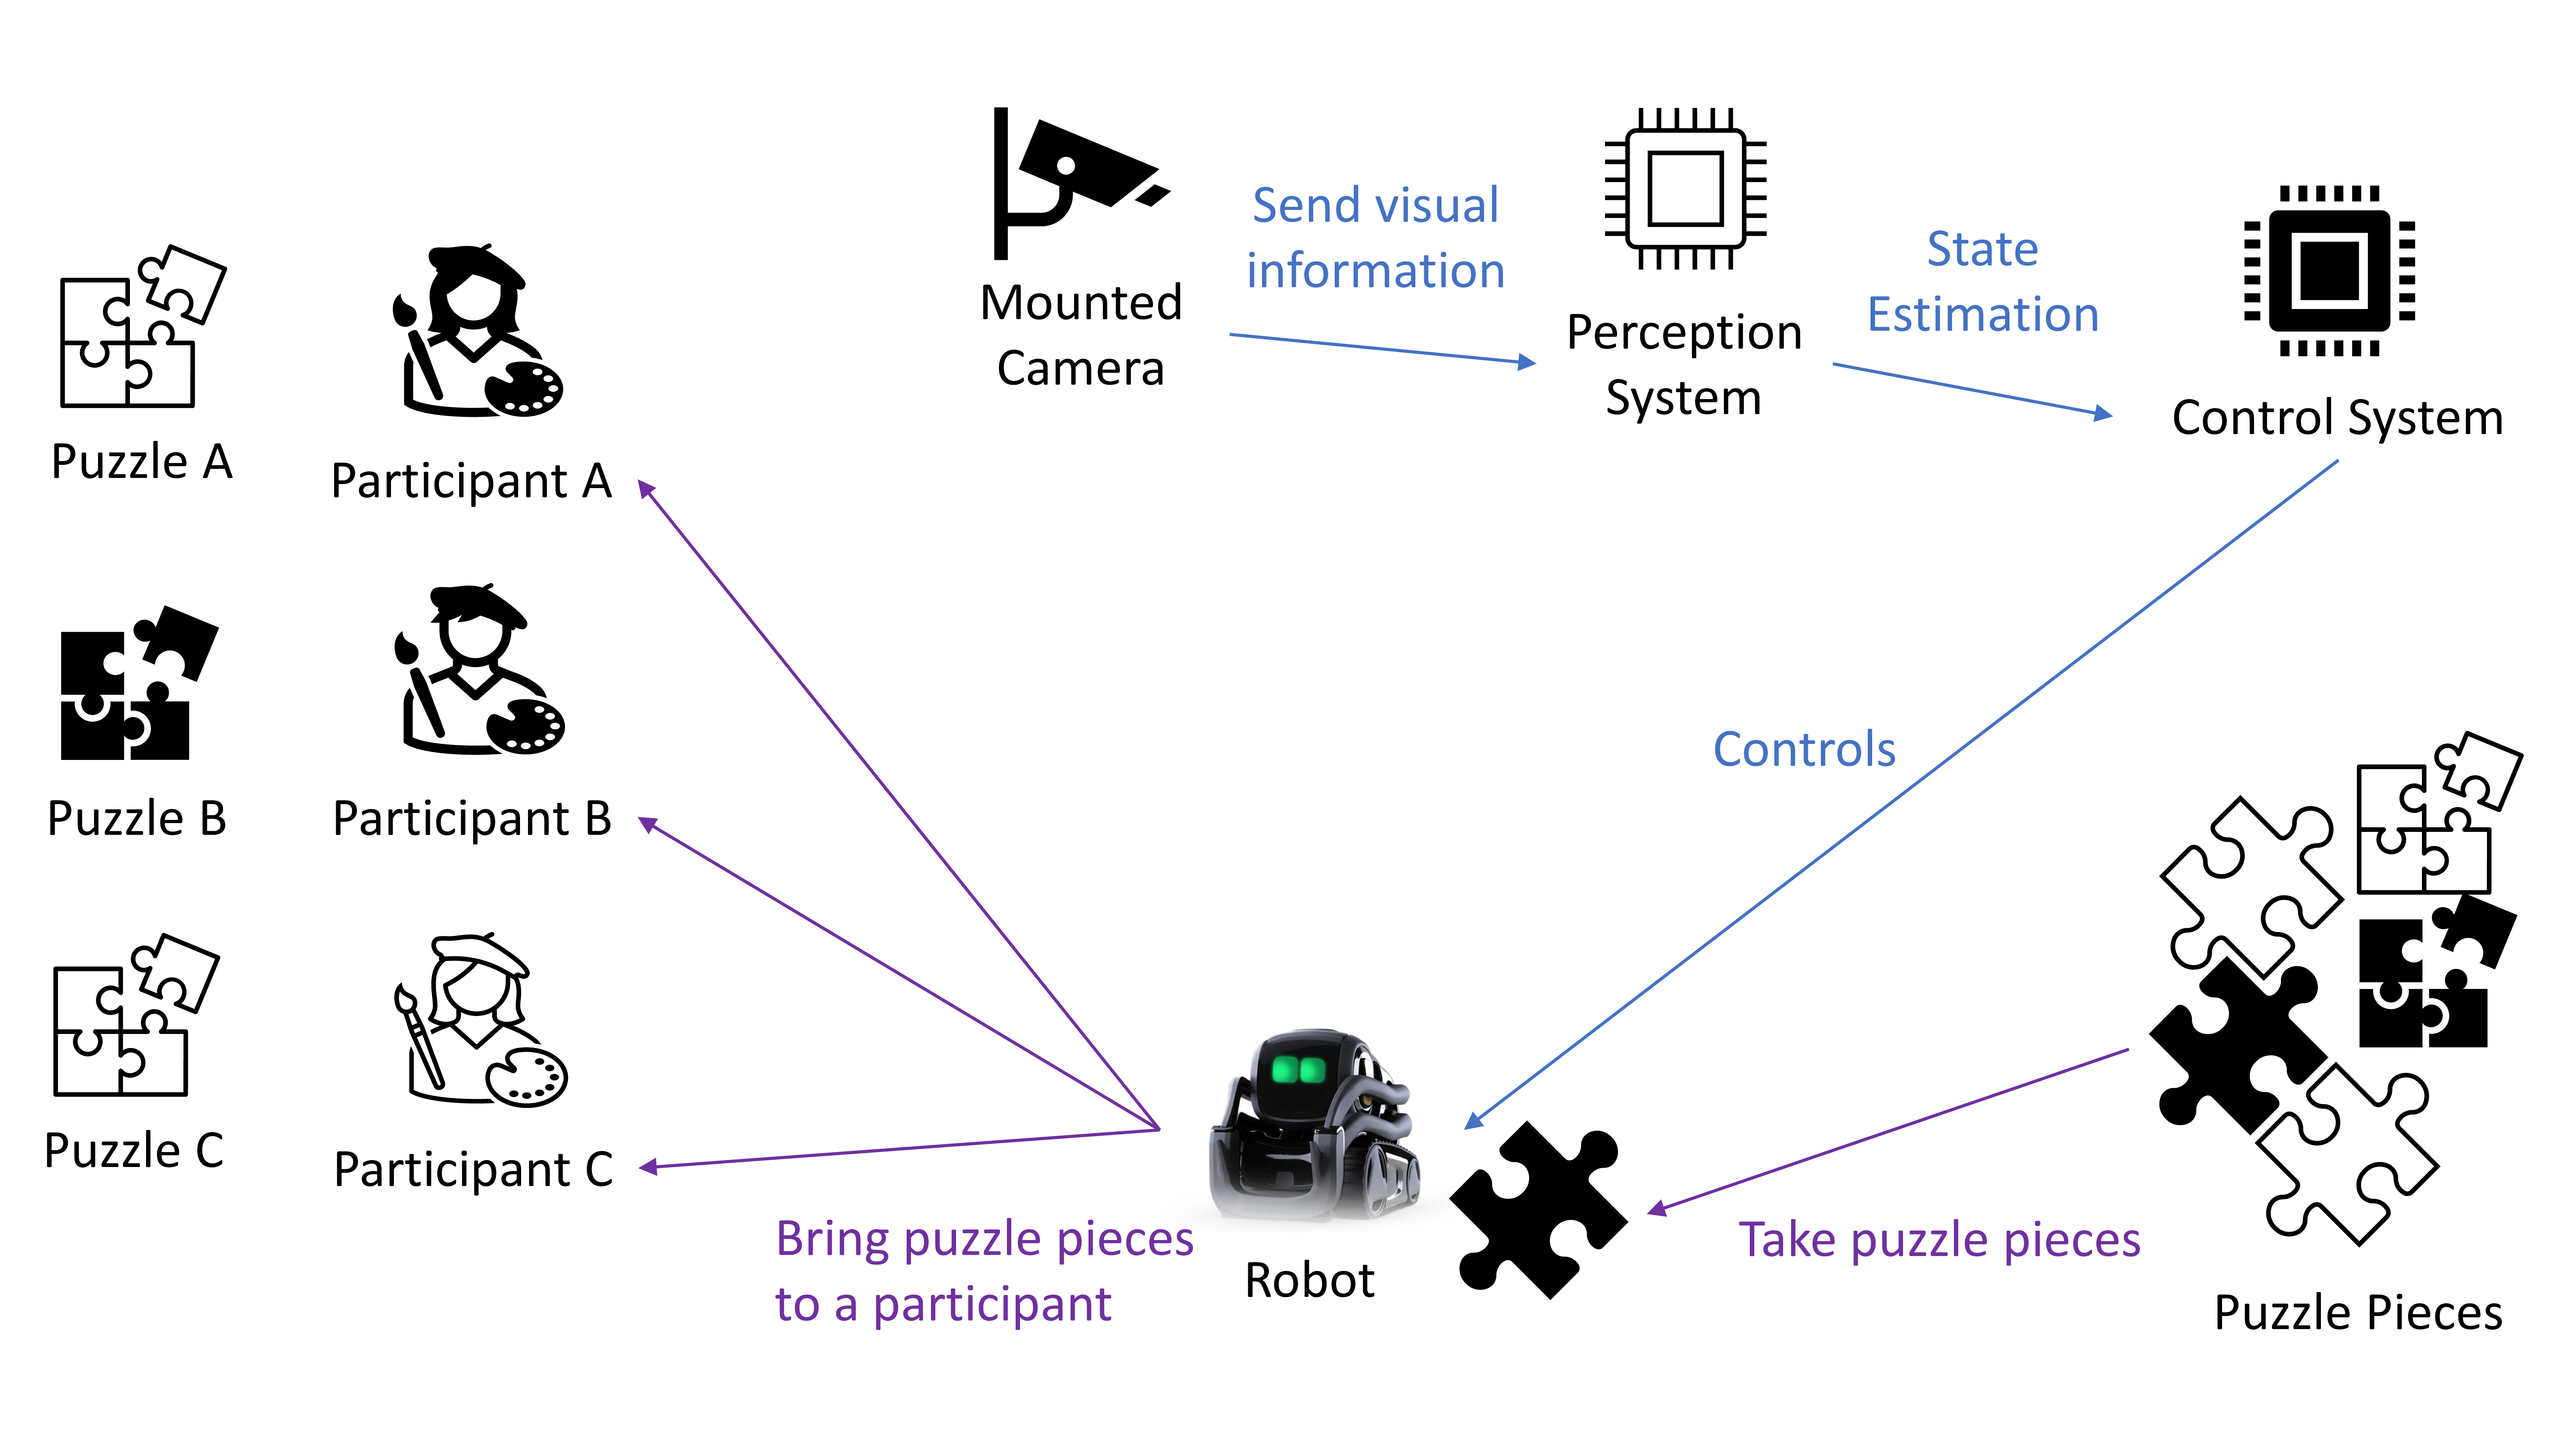 Send visual
information
Mounted
Camera
Perception
System
State
Estimation
Control System
Puzzle A
Participant A
Controls
Puzzle B
Participant B
Puzzle C
Participant C
Bring puzzle pieces
to a participant
Robot
Take puzzle pieces
Puzzle Pieces